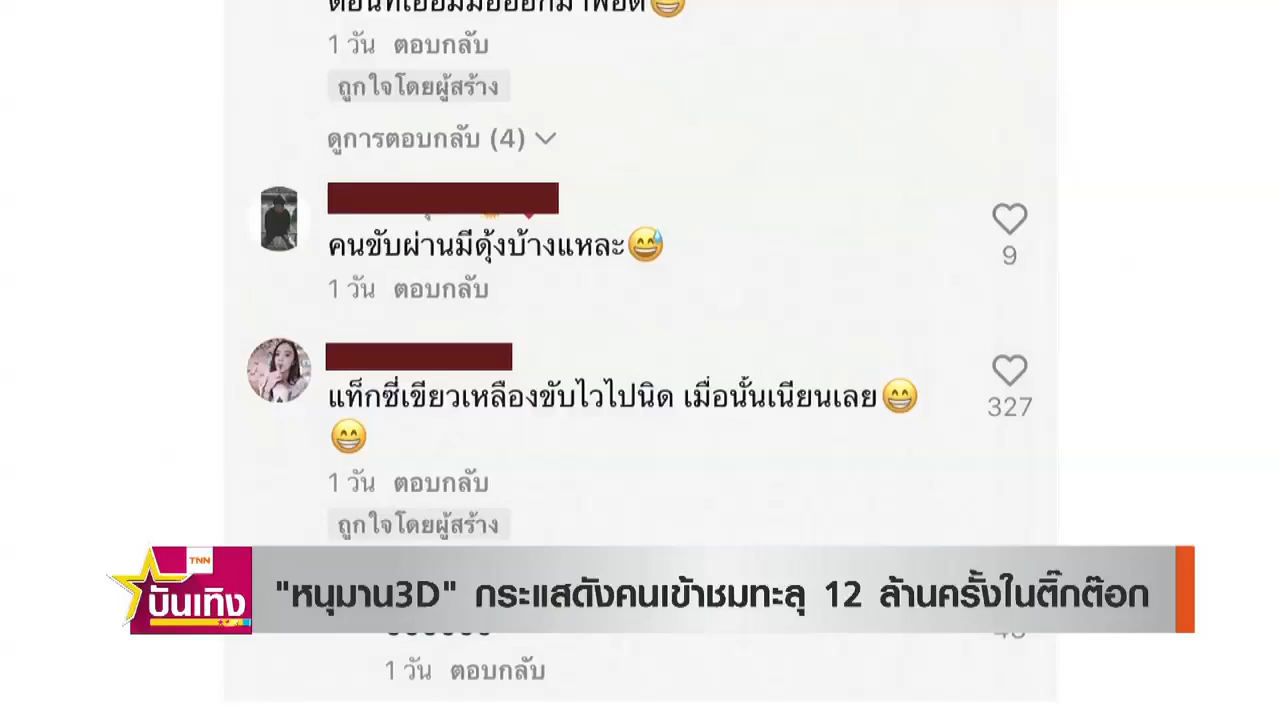 1 วัน ตอบกลับ
ถูกใจโดยผู้สร้าง
ดูการตอบกลับ (4)
คนขับผ่านมีดุ้งบ้างแหละ😅
9
1 วัน ตอบกลับ
แท็กซี่เขียวเหลืองขับไวไปนิด เมื่อนั้นเนียนเลย😁
😁
327
1 วัน ตอบกลับ
ถูกใจโดยผู้สร้าง
TNN
บันเทิง
"หนุมาน3D" กระแสดังคนเข้าชมทะลุ 12 ล้านครั้งในติ๊กต๊อก
1 วัน ตอบกลับ